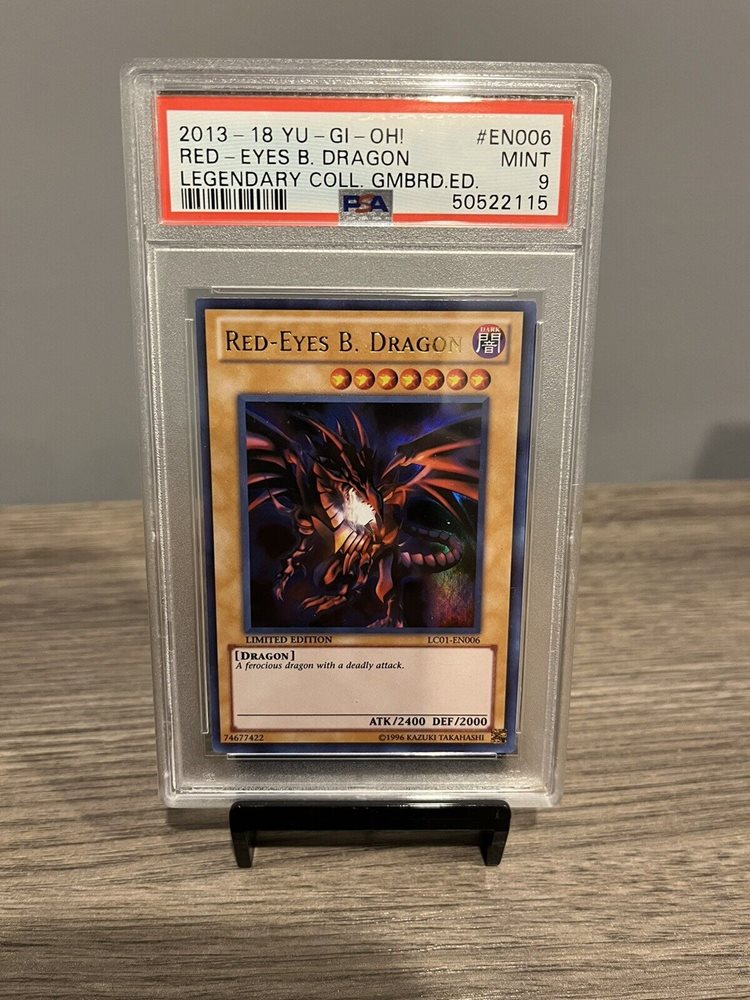 2013-18 YU-GI-OH! #EN006
RED-EYES B. DRAGON MINT
LEGENDARY COLL. GMBRD.ED. 9
PSA 50522115
RED-EYES B. DRAGON DARK 闇
LIMITED EDITION LC01-EN006
[DRAGON]
A ferocious dragon with a deadly attack.
ATK/2400 DEF/2000
74677422 ©1996 KAZUKI TAKAHASHI